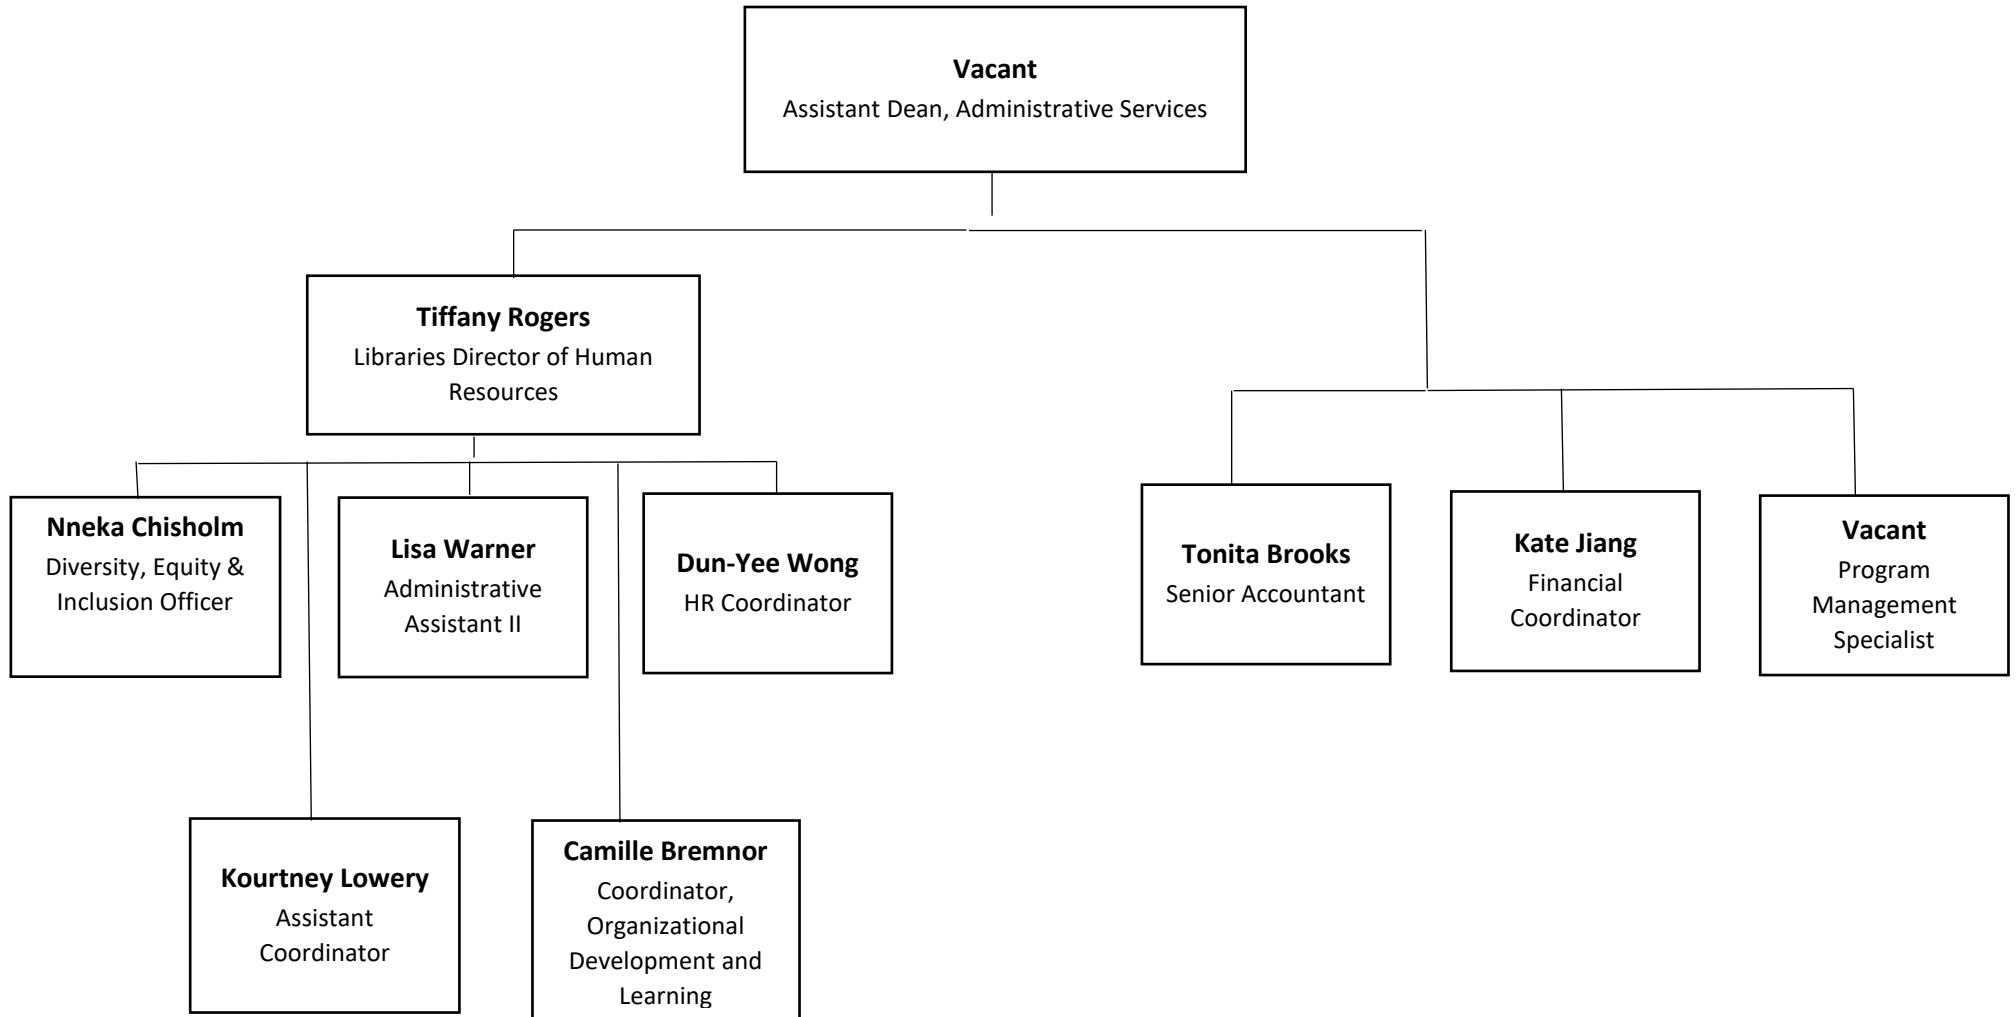 Vacant
Assistant Dean, Administrative Services
Tiffany Rogers
Libraries Director of Human
Resources
Nneka Chisholm
Diversity, Equity &
Inclusion Officer
Lisa Warner
Administrative
Assistant II
Dun-Yee Wong
HR Coordinator
Tonita Brooks
Senior Accountant
Kate Jiang
Financial
Coordinator
Vacant
Program
Management
Specialist
Kourtney Lowery
Assistant
Coordinator
Camille Bremnor
Coordinator,
Organizational
Development and
Learning